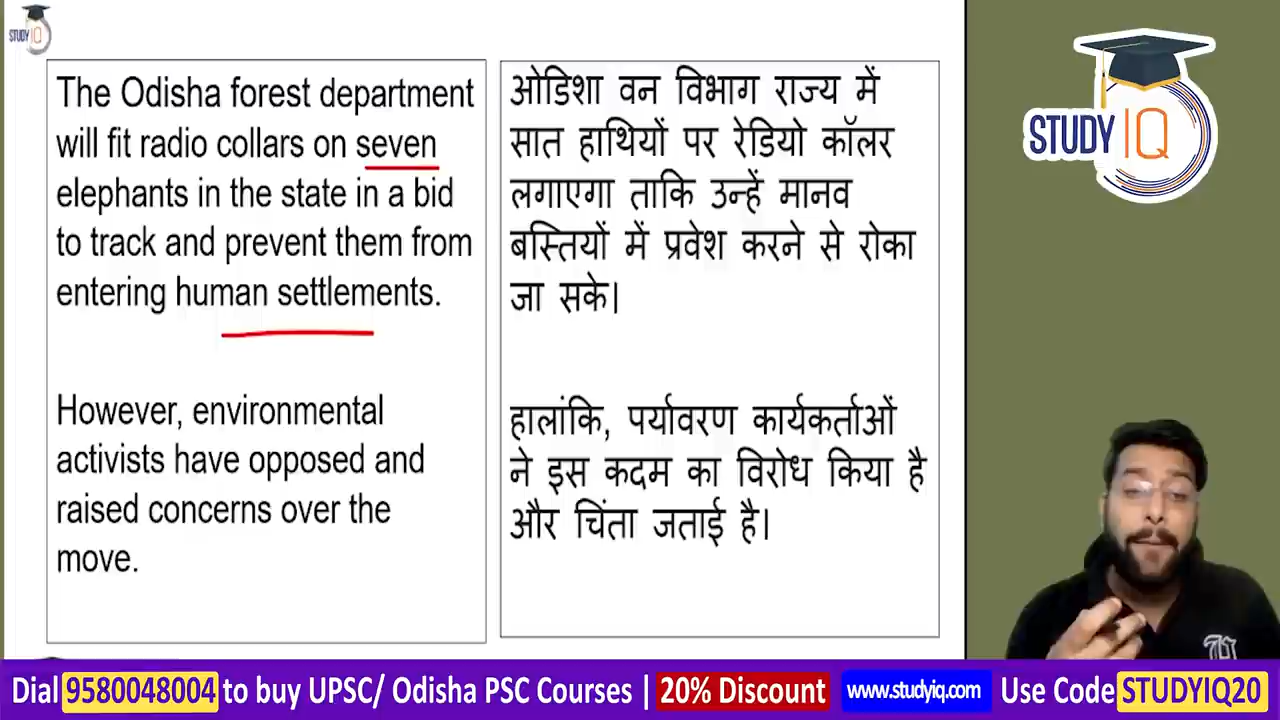 STUDY IQ
The Odisha forest department
will fit radio collars on seven
elephants in the state in a bid
to track and prevent them from
entering human settlements.
However, environmental
activists have opposed and
raised concerns over the
move.
ओडिशा वन विभाग राज्य में
सात हाथियों पर रेडियो कॉलर
लगाएगा ताकि उन्हें मानव
बस्तियों में प्रवेश करने से रोका
जा सके।
हालांकि, पर्यावरण कार्यकर्ताओं
ने इस कदम का विरोध किया है
और चिंता जताई है।
STUDY IQ
Dial 9580048004 to buy UPSC/ Odisha PSC Courses | 20% Discount www.studyiq.com Use Code STUDYIQ20